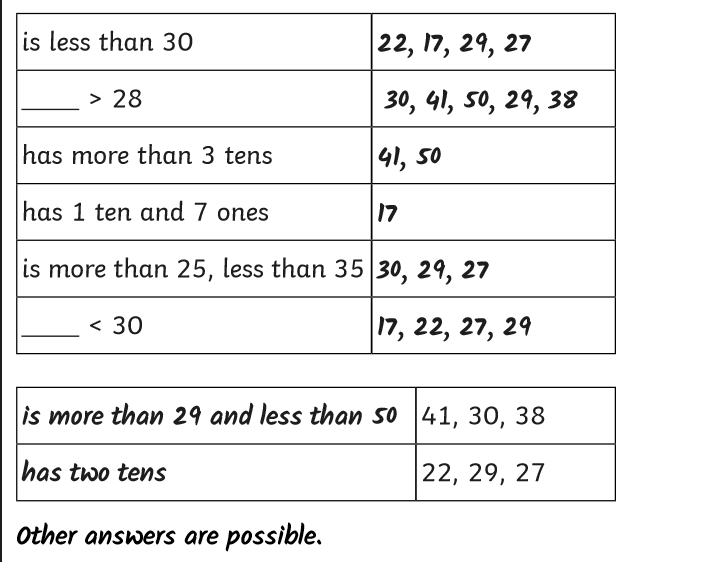 is less than 30 22, 17, 29, 27
____ > 28 30, 41, 50, 29, 38
has more than 3 tens 41, 50
has 1 ten and 7 ones 17
is more than 25, less than 35 30, 29, 27
____ < 30 17, 22, 27, 29
is more than 29 and less than 50 41, 30, 38
has two tens 22, 29, 27
Other answers are possible.